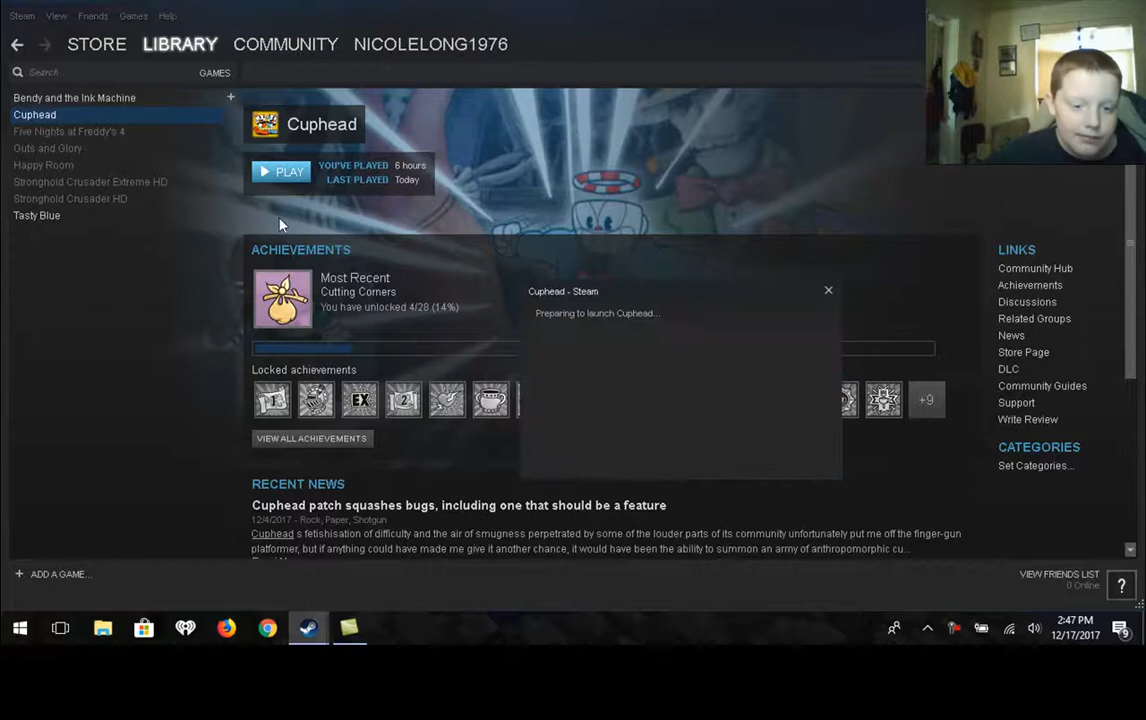 Steam View Friends Games Help
STORE LIBRARY COMMUNITY NICOLELONG1976
Search GAMES
Bendy and the Ink Machine
Cuphead
Five Nights at Freddy's 4
Guts and Glory
Happy Room
Stronghold Crusader Extreme HD
Stronghold Crusader HD
Tasty Blue
Cuphead
PLAY
YOU'VE PLAYED 6 hours
LAST PLAYED Today
ACHIEVEMENTS
Most Recent
Cutting Corners
You have unlocked 4/28 (14%)
Locked achievements
1 EX 2 +9
VIEW ALL ACHIEVEMENTS
Cuphead - Steam
Preparing to launch Cuphead...
RECENT NEWS
Cuphead patch squashes bugs, including one that should be a feature
12/4/2017 - Rock, Paper, Shotgun
Cuphead s fetishisation of difficulty and the air of smugness perpetrated by some of the louder parts of its community unfortunately put me off the finger-gun
platformer, but if anything could have made me give it another chance, it would have been the ability to summon an army of anthropomorphic cu...
LINKS
Community Hub
Achievements
Discussions
Related Groups
News
Store Page
DLC
Community Guides
Support
Write Review
CATEGORIES
Set Categories...
+ ADD A GAME...
VIEW FRIENDS LIST
0 Online
?
2:47 PM
12/17/2017
9